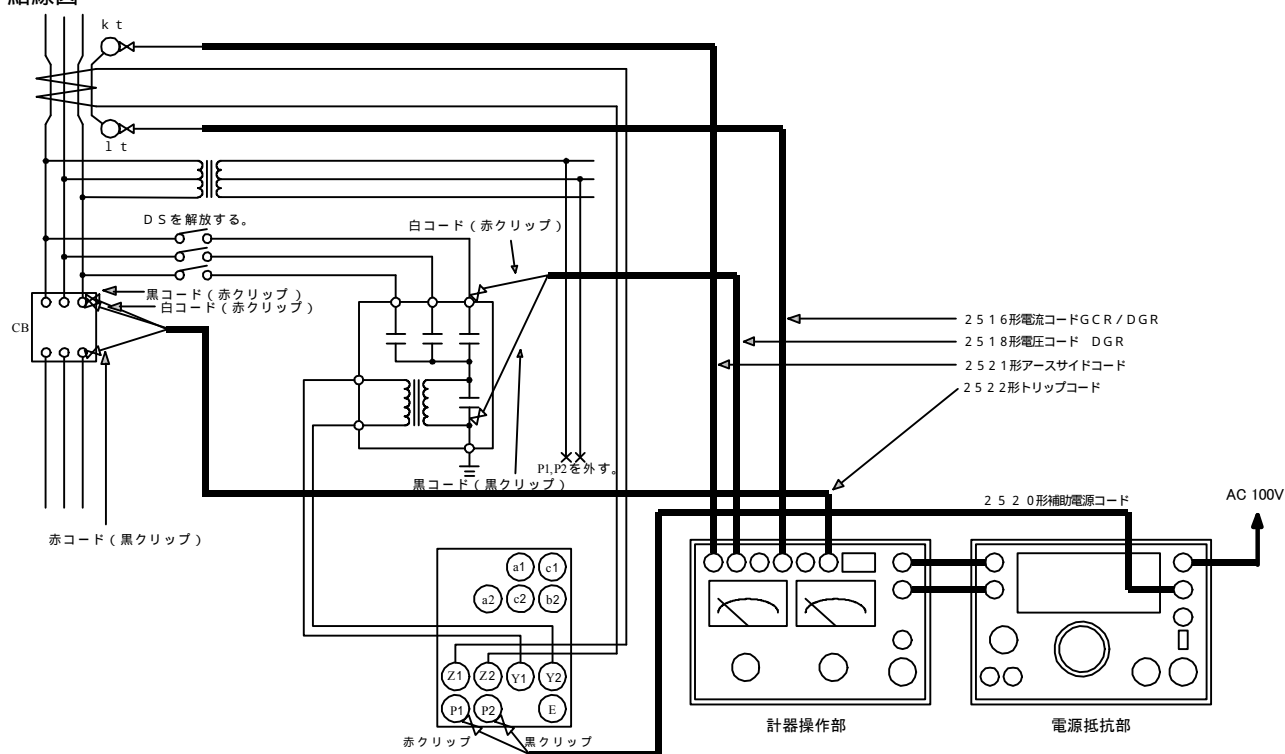 結線図
k t
l t
DSを解放する。
白コード(赤クリップ)
黒コード(赤クリップ)
白コード(赤クリップ)
CB
2516形電流コードGCR/DGR
2518形電圧コード DGR
2521形アースサイドコード
2522形トリップコード
P1,P2を外す。
黒コード(黒クリップ)
2520形補助電源コード
AC 100V
赤コード(黒クリップ)
a1 c1
a2 c2 b2
Z1 Z2 Y1 Y2
P1 P2 E
赤クリップ 黒クリップ
計器操作部
電源抵抗部